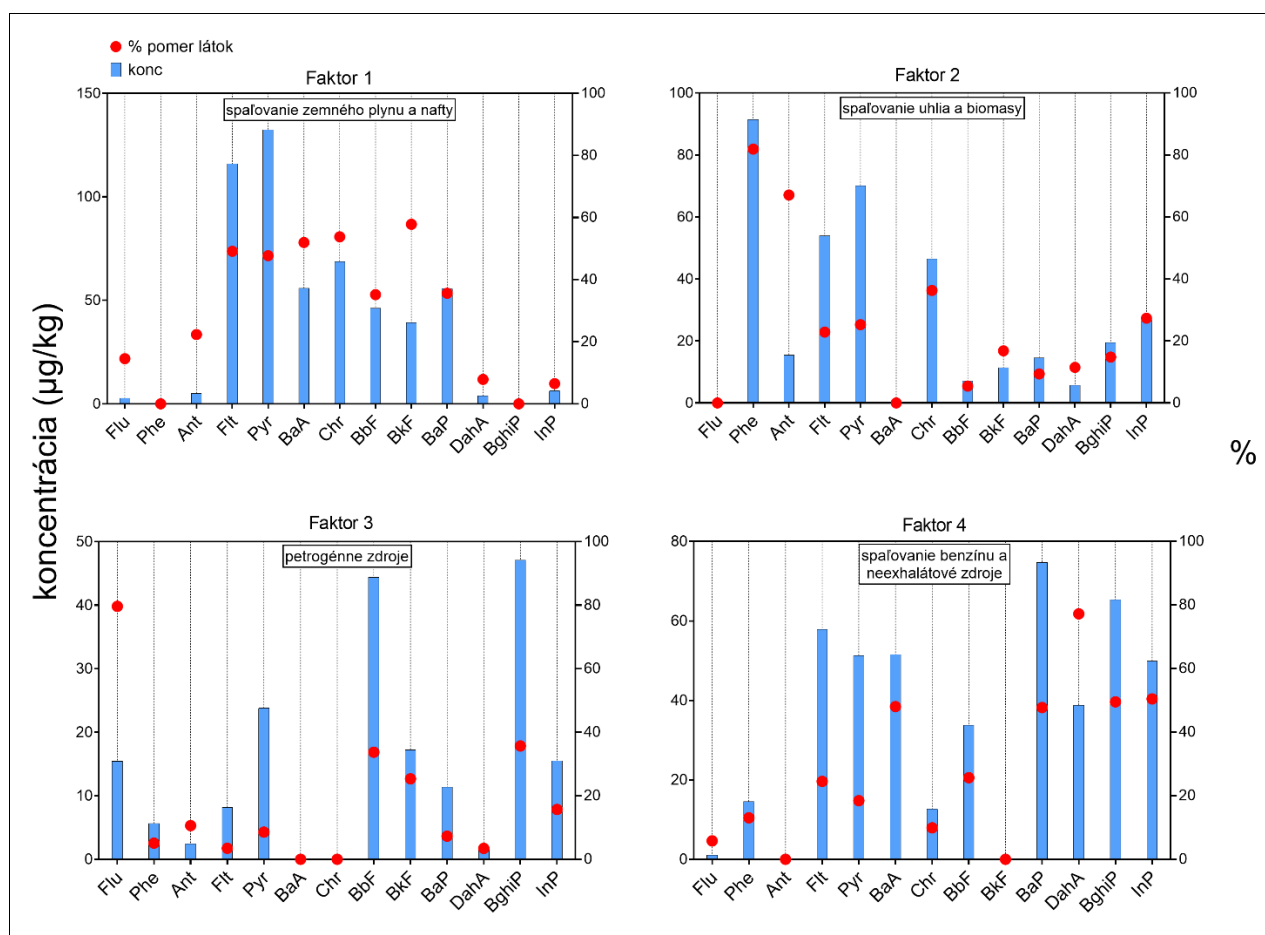 % pomer látok
konc
Faktor 1
spaľovanie zemného plynu a nafty
150
100
50
0
100
80
60
40
20
0
Flu Phe Ant Flt Pyr BaA Chr BbF BkF BaP DahA BghiP InP
Faktor 2
spaľovanie uhlia a biomasy
100
80
60
40
20
0
100
80
60
40
20
0
Flu Phe Ant Flt Pyr BaA Chr BbF BkF BaP DahA BghiP InP
koncentrácia (µg/kg)
%
Faktor 3
petrogénne zdroje
50
40
30
20
10
0
100
80
60
40
20
0
Flu Phe Ant Flt Pyr BaA Chr BbF BkF BaP DahA BghiP InP
Faktor 4
spaľovanie benzínu a
neexhalátové zdroje
80
60
40
20
0
100
80
60
40
20
0
Flu Phe Ant Flt Pyr BaA Chr BbF BkF BaP DahA BghiP InP